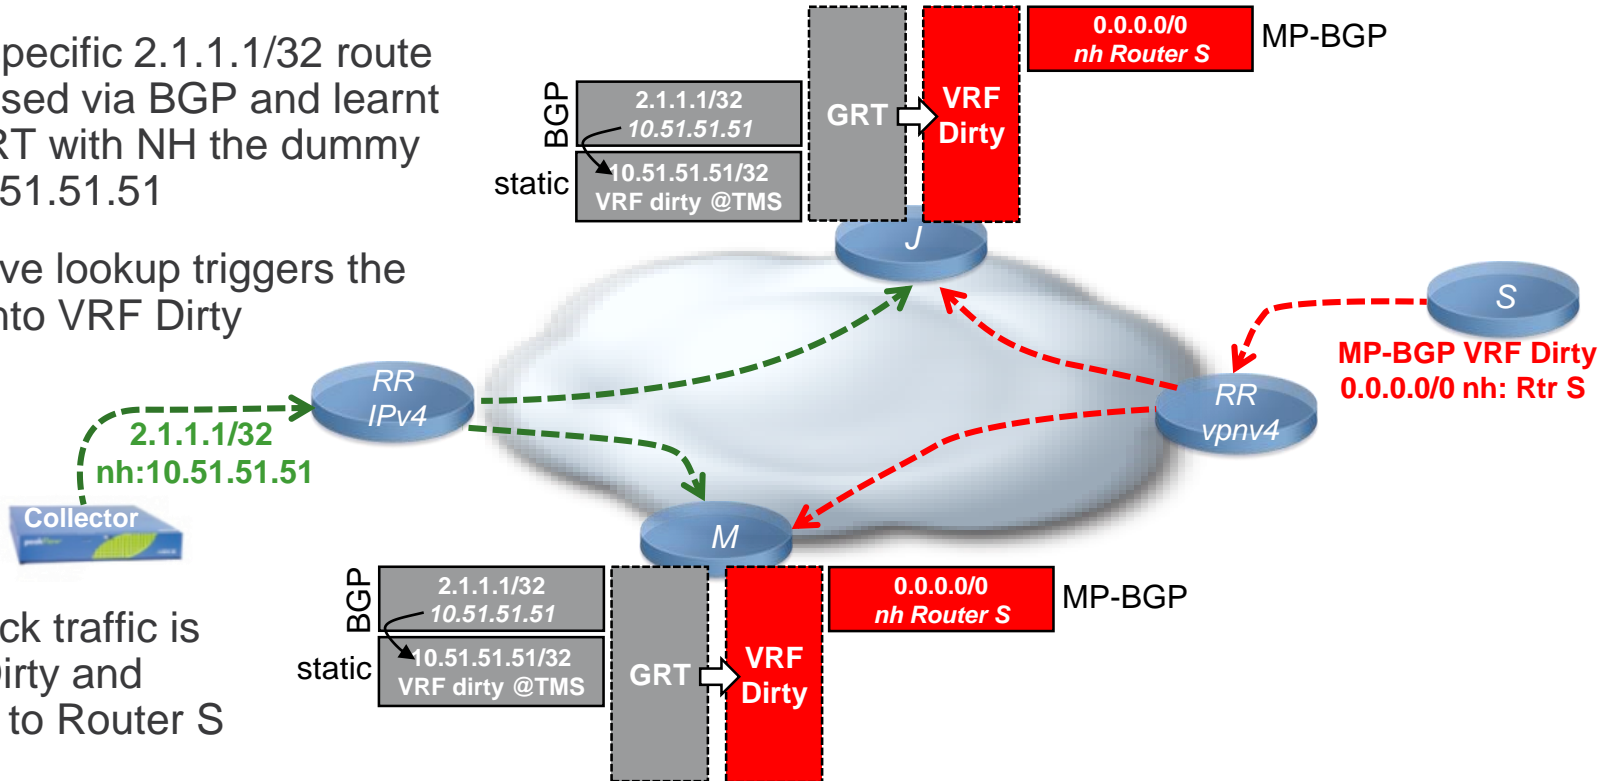 pecific 2.1.1.1/32 route
sed via BGP and learnt
RT with NH the dummy
.51.51.51
ve lookup triggers the
nto VRF Dirty
ck traffic is
Dirty and
to Router S
BGP
2.1.1.1/32
10.51.51.51
static
10.51.51.51/32
VRF dirty @TMS
GRT
VRF
Dirty
0.0.0.0/0
nh Router S
MP-BGP
J
S
MP-BGP VRF Dirty
0.0.0.0/0 nh: Rtr S
RR
IPv4
RR
vpnv4
2.1.1.1/32
nh:10.51.51.51
Collector
M
BGP
2.1.1.1/32
10.51.51.51
static
10.51.51.51/32
VRF dirty @TMS
GRT
VRF
Dirty
0.0.0.0/0
nh Router S
MP-BGP